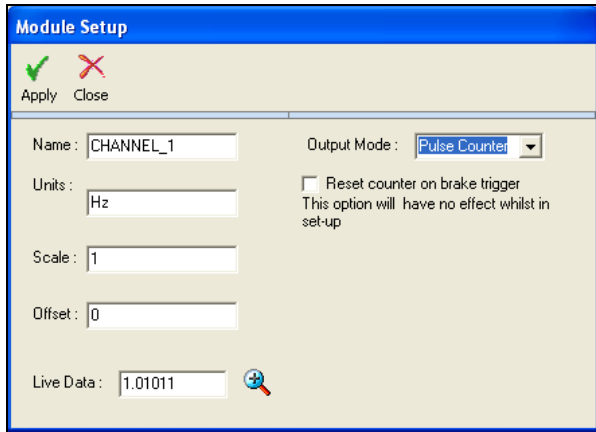 Module Setup
Apply Close
Name : CHANNEL_1
Units :
Hz
Scale : 1
Offset : 0
Live Data : 1.01011
Output Mode : Pulse Counter
Reset counter on brake trigger
This option will have no effect whilst in
set-up